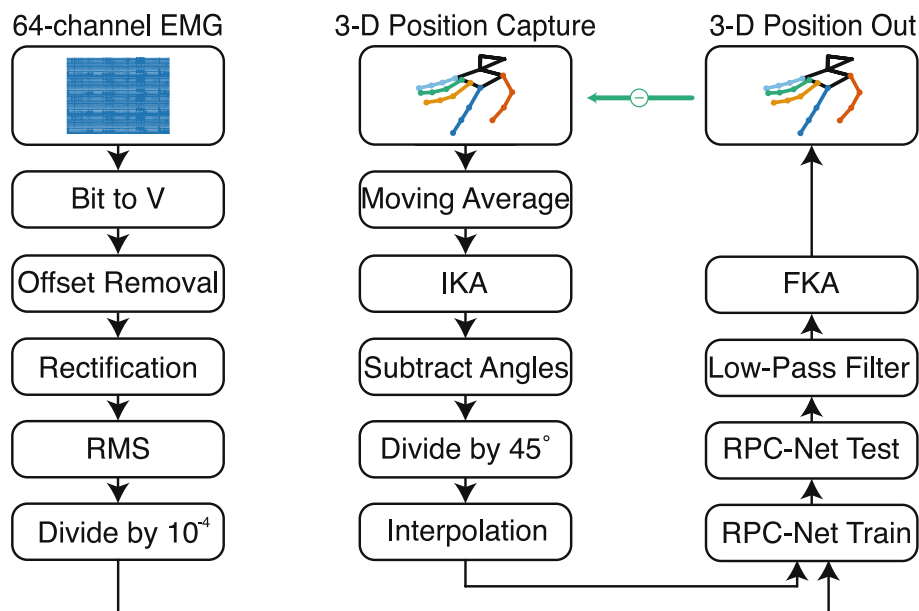 64-channel EMG
Bit to V
Offset Removal
Rectification
RMS
Divide by 10⁻⁴
3-D Position Capture
Moving Average
IKA
Subtract Angles
Divide by 45°
Interpolation
3-D Position Out
−
FKA
Low-Pass Filter
RPC-Net Test
RPC-Net Train